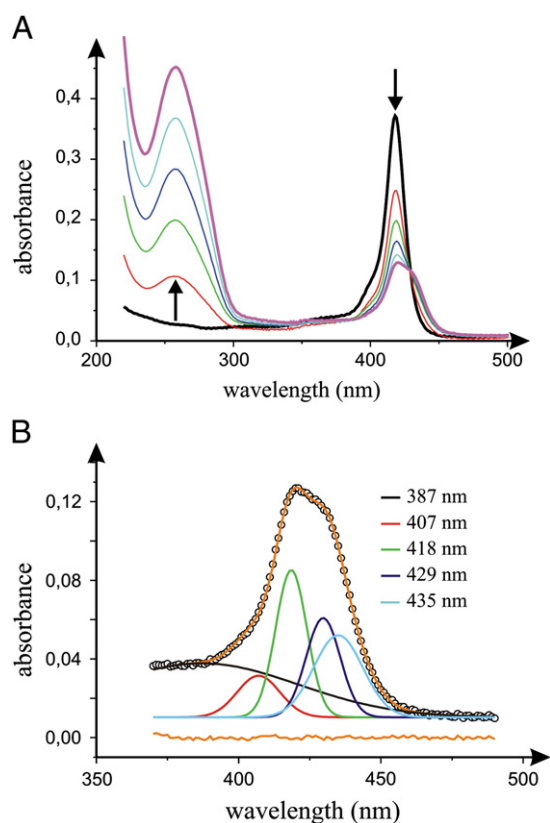 A
absorbance
0,4
0,3
0,2
0,1
0,0
200 300 400 500
wavelength (nm)
B
absorbance
0,12
0,08
0,04
0,00
387 nm
407 nm
418 nm
429 nm
435 nm
350 400 450 500
wavelength (nm)